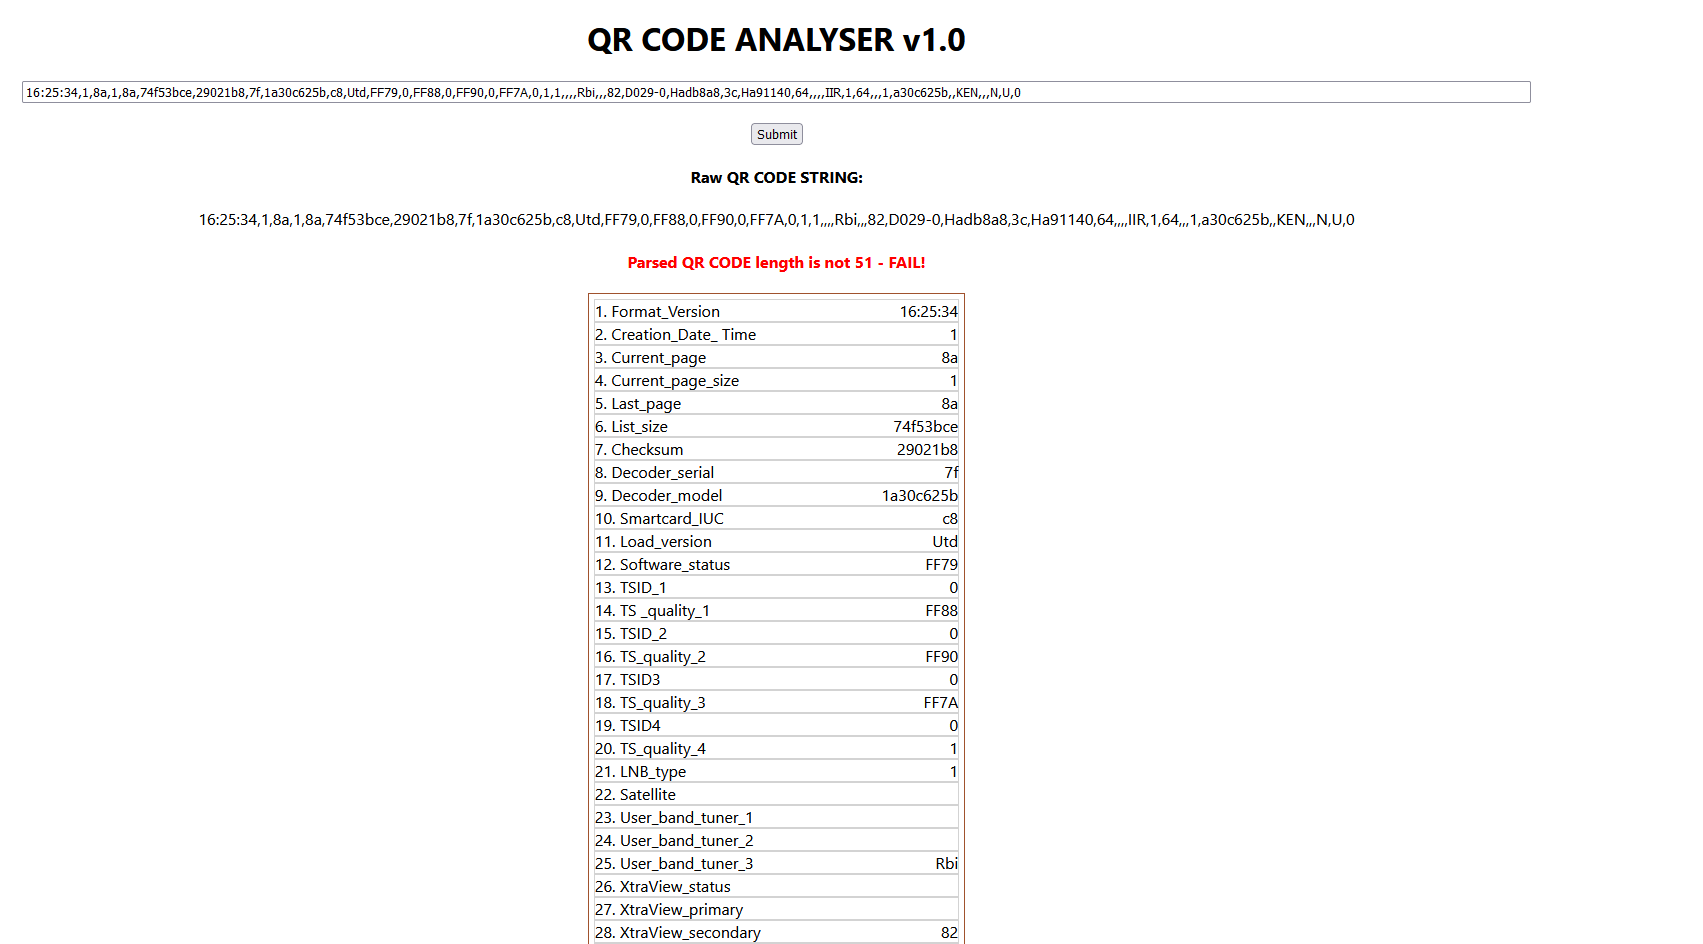 QR CODE ANALYSER v1.0
16:25:34,1,8a,1,8a,74f53bce,29021b8,7f,1a30c625b,c8,Utd,FF79,0,FF88,0,FF90,0,FF7A,0,1,1,,,,Rbi,,,82,D029-0,Hadb8a8,3c,Ha91140,64,,,,IIR,1,64,,,1,a30c625b,,KEN,,,N,U,0
Submit
Raw QR CODE STRING:
16:25:34,1,8a,1,8a,74f53bce,29021b8,7f,1a30c625b,c8,Utd,FF79,0,FF88,0,FF90,0,FF7A,0,1,1,,,,Rbi,,,82,D029-0,Hadb8a8,3c,Ha91140,64,,,,IIR,1,64,,,1,a30c625b,,KEN,,,N,U,0
Parsed QR CODE length is not 51 - FAIL!
1. Format_Version 16:25:34
2. Creation_Date_ Time 1
3. Current_page 8a
4. Current_page_size 1
5. Last_page 8a
6. List_size 74f53bce
7. Checksum 29021b8
8. Decoder_serial 7f
9. Decoder_model 1a30c625b
10. Smartcard_IUC c8
11. Load_version Utd
12. Software_status FF79
13. TSID_1 0
14. TS _quality_1 FF88
15. TSID_2 0
16. TS_quality_2 FF90
17. TSID3 0
18. TS_quality_3 FF7A
19. TSID4 0
20. TS_quality_4 1
21. LNB_type 1
22. Satellite
23. User_band_tuner_1
24. User_band_tuner_2
25. User_band_tuner_3 Rbi
26. XtraView_status
27. XtraView_primary
28. XtraView_secondary 82